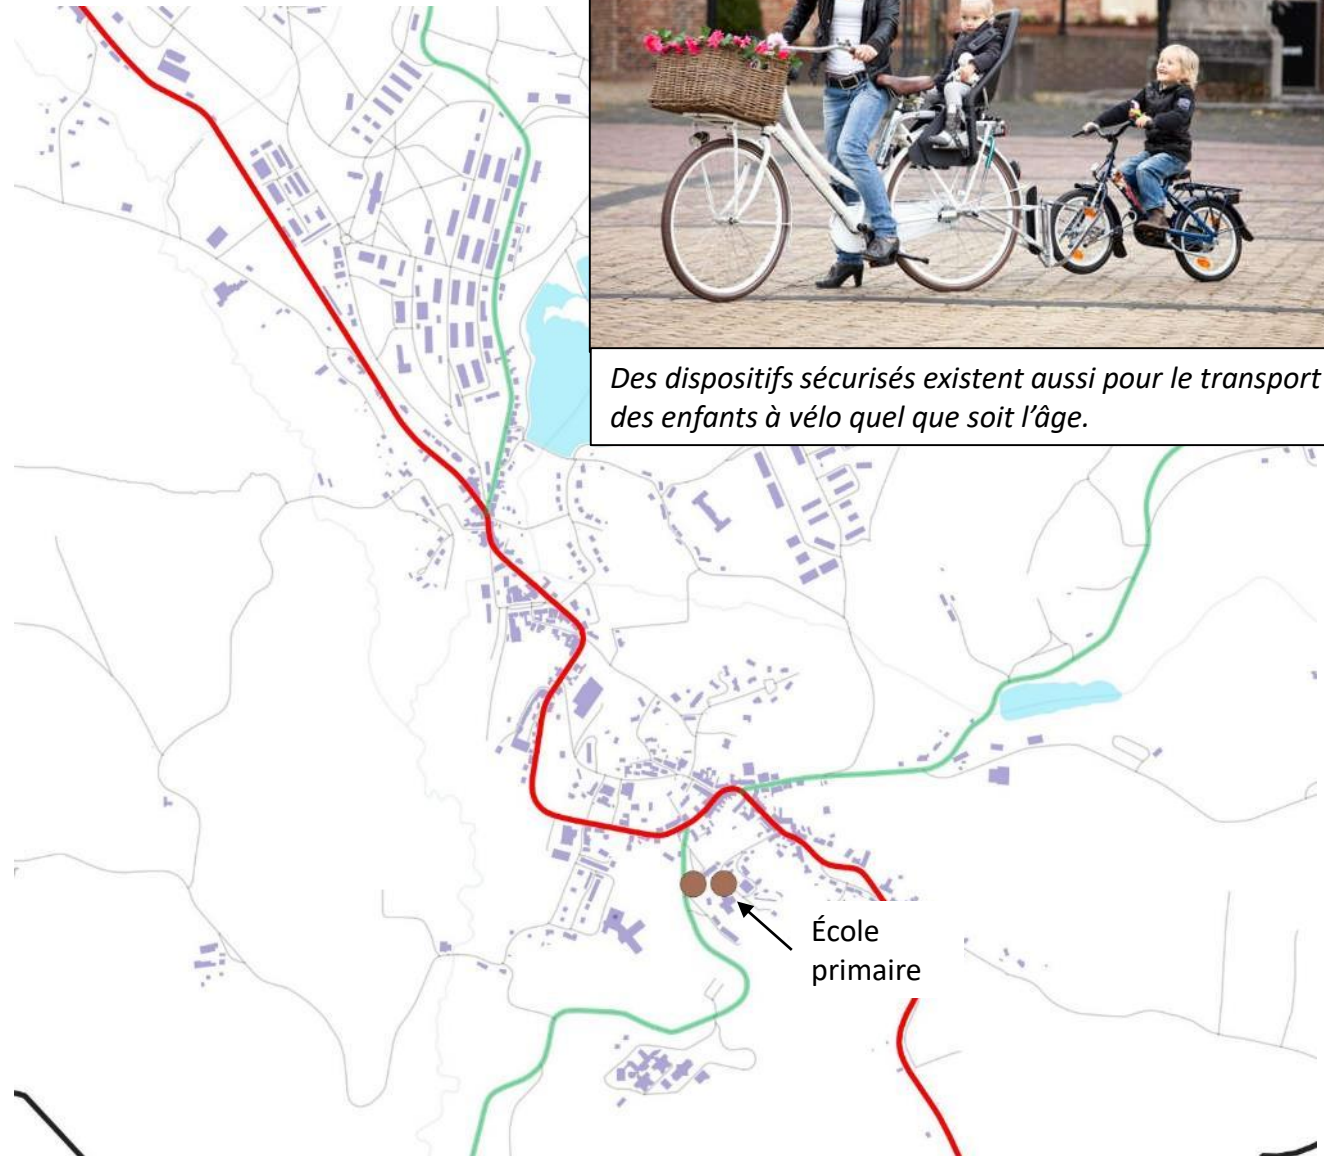 Des dispositifs sécurisés existent aussi pour le transport
des enfants à vélo quel que soit l’âge.
École
primaire